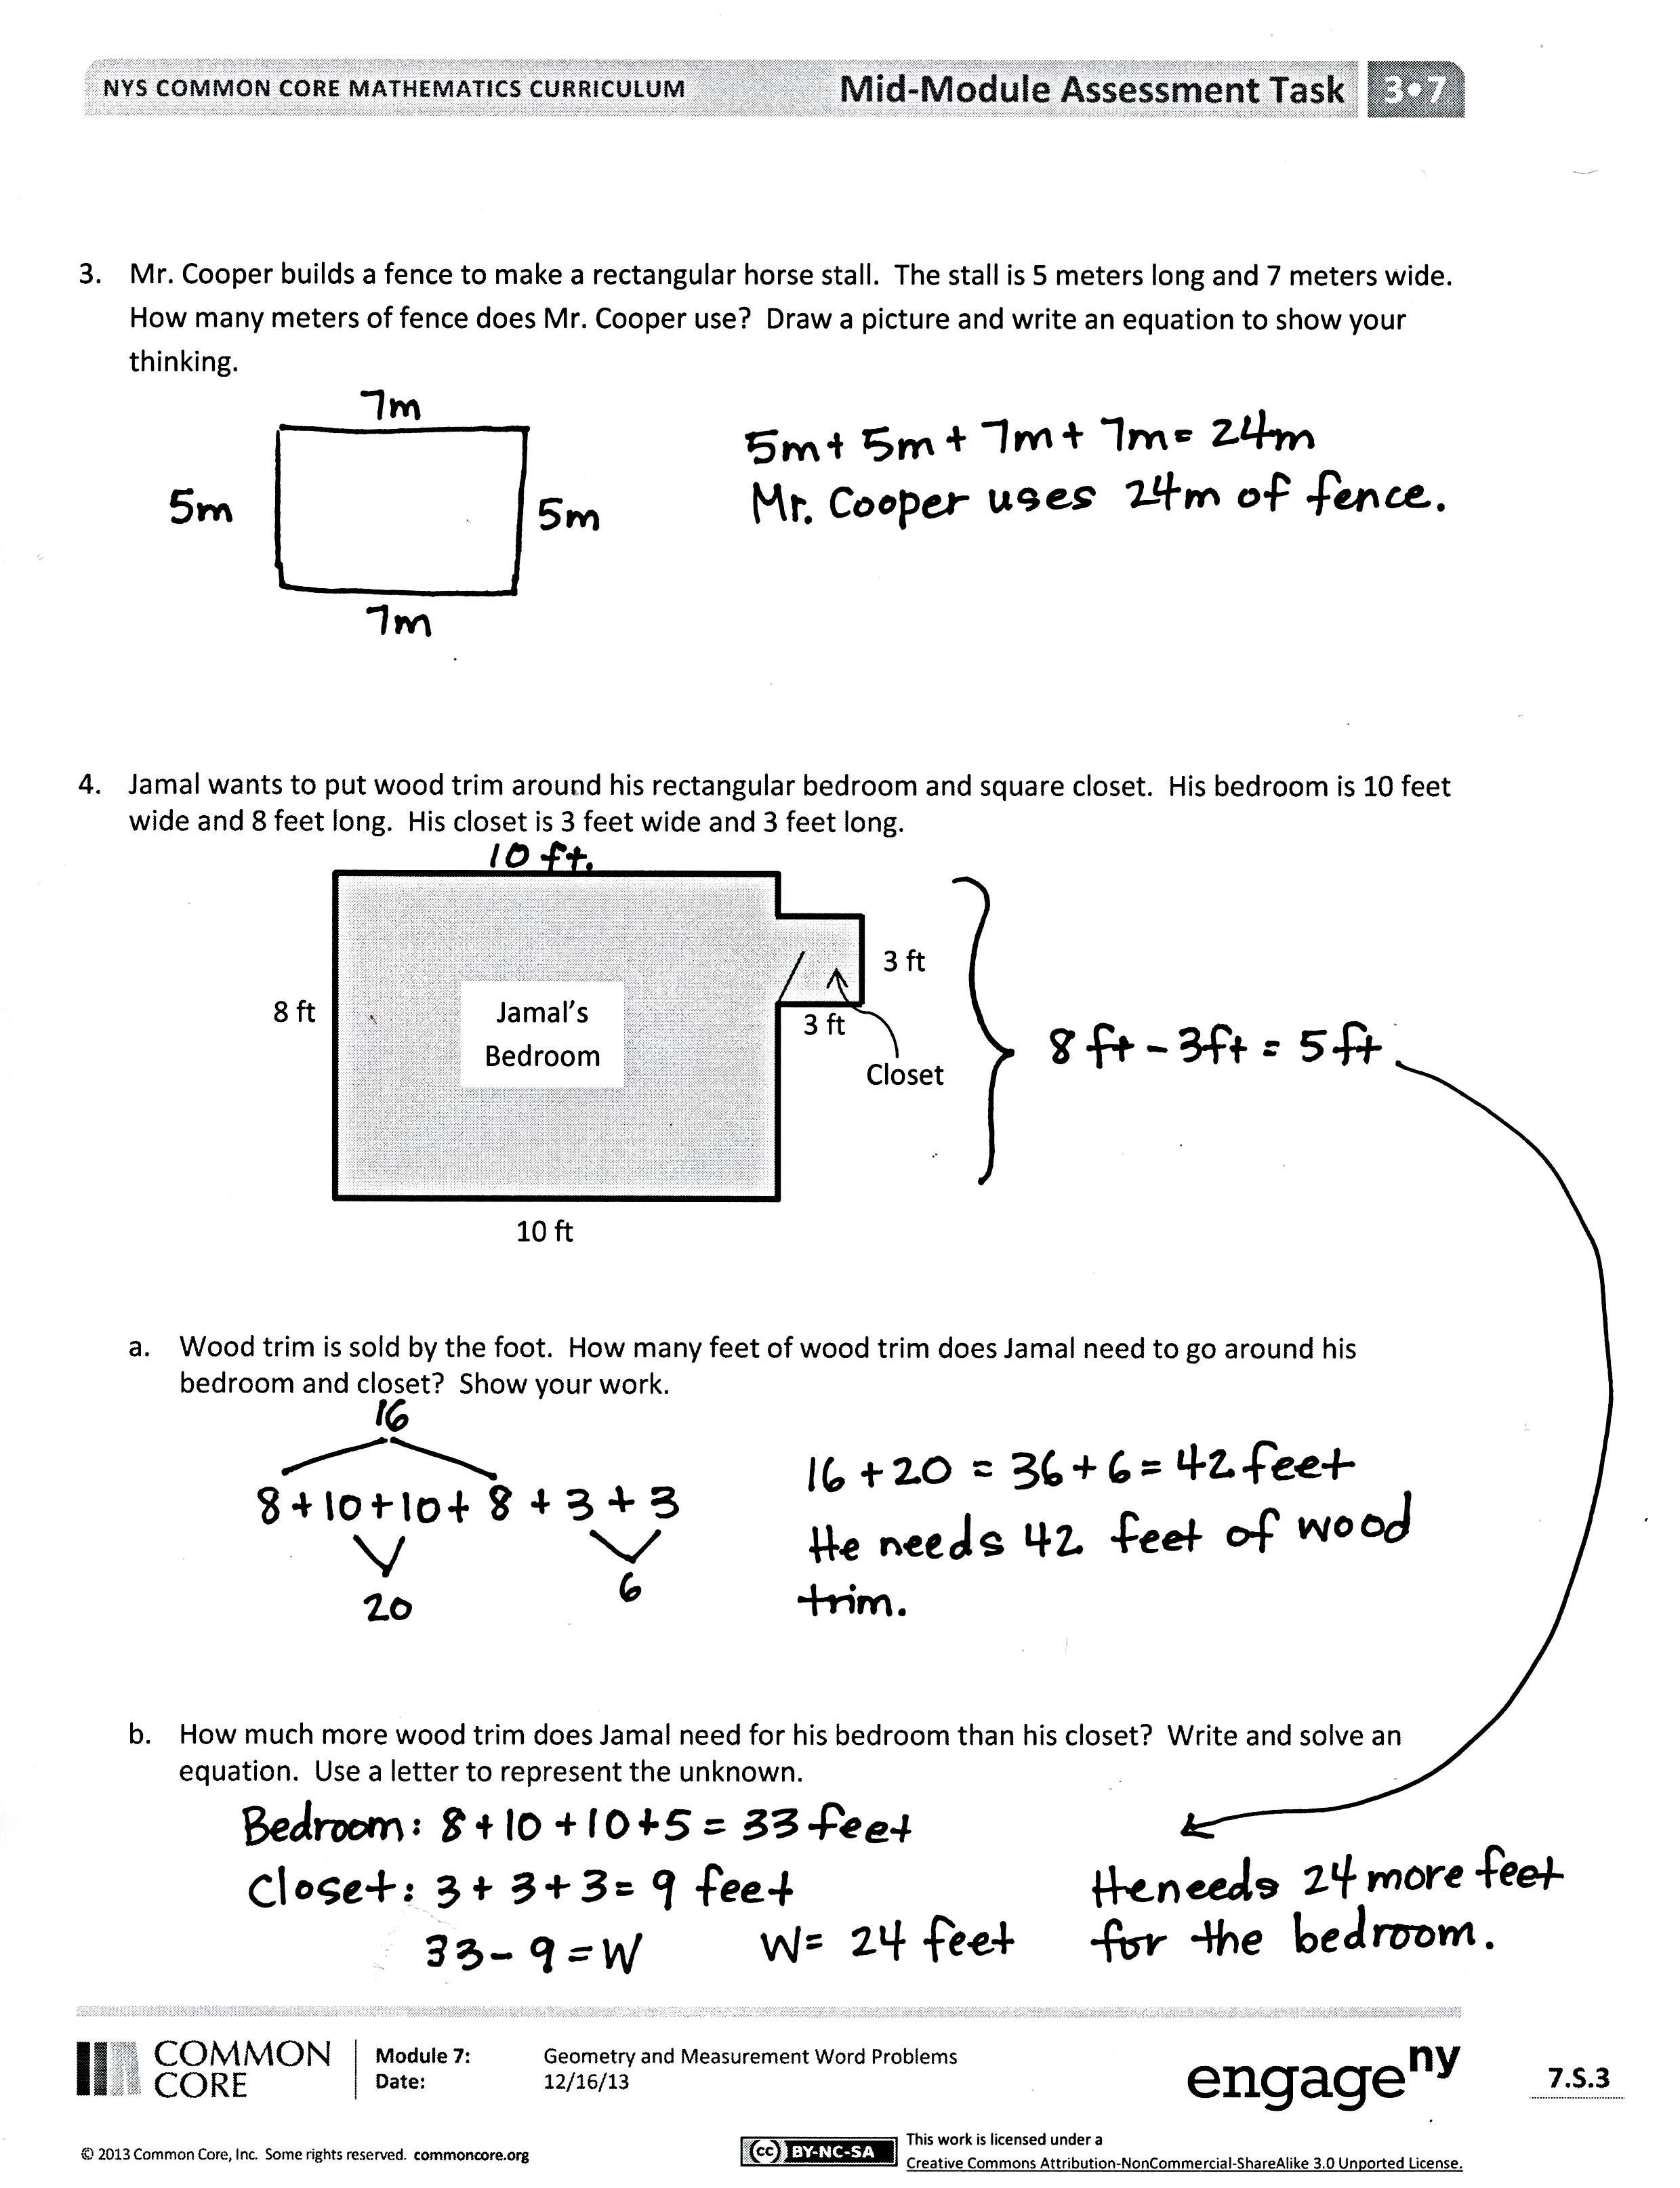 NYS COMMON CORE MATHEMATICS CURRICULUM Mid-Module Assessment Task 3•7
3. Mr. Cooper builds a fence to make a rectangular horse stall. The stall is 5 meters long and 7 meters wide.
How many meters of fence does Mr. Cooper use? Draw a picture and write an equation to show your
thinking.
7m
5m
5m
7m
5m + 5m + 7m + 7m = 24m
Mr. Cooper uses 24m of fence.
4. Jamal wants to put wood trim around his rectangular bedroom and square closet. His bedroom is 10 feet
wide and 8 feet long. His closet is 3 feet wide and 3 feet long.
10 ft.
3 ft
8 ft
Jamal's
Bedroom
3 ft
Closet
8 ft - 3ft = 5 ft.
10 ft
a. Wood trim is sold by the foot. How many feet of wood trim does Jamal need to go around his
bedroom and closet? Show your work.
16
8 + 10 + 10 + 8 + 3 + 3
20
6
16 + 20 = 36 + 6 = 42 feet
He needs 42 feet of wood
trim.
b. How much more wood trim does Jamal need for his bedroom than his closet? Write and solve an
equation. Use a letter to represent the unknown.
Bedroom: 8 + 10 + 10 + 5 = 33 feet
Closet: 3 + 3 + 3 = 9 feet
33 - 9 = W W = 24 feet
He needs 24 more feet
for the bedroom.
COMMON
CORE
Module 7: Geometry and Measurement Word Problems
Date: 12/16/13
engageny
7.S.3
© 2013 Common Core, Inc. Some rights reserved. commoncore.org
cc BY-NC-SA
This work is licensed under a
Creative Commons Attribution-NonCommercial-ShareAlike 3.0 Unported License.